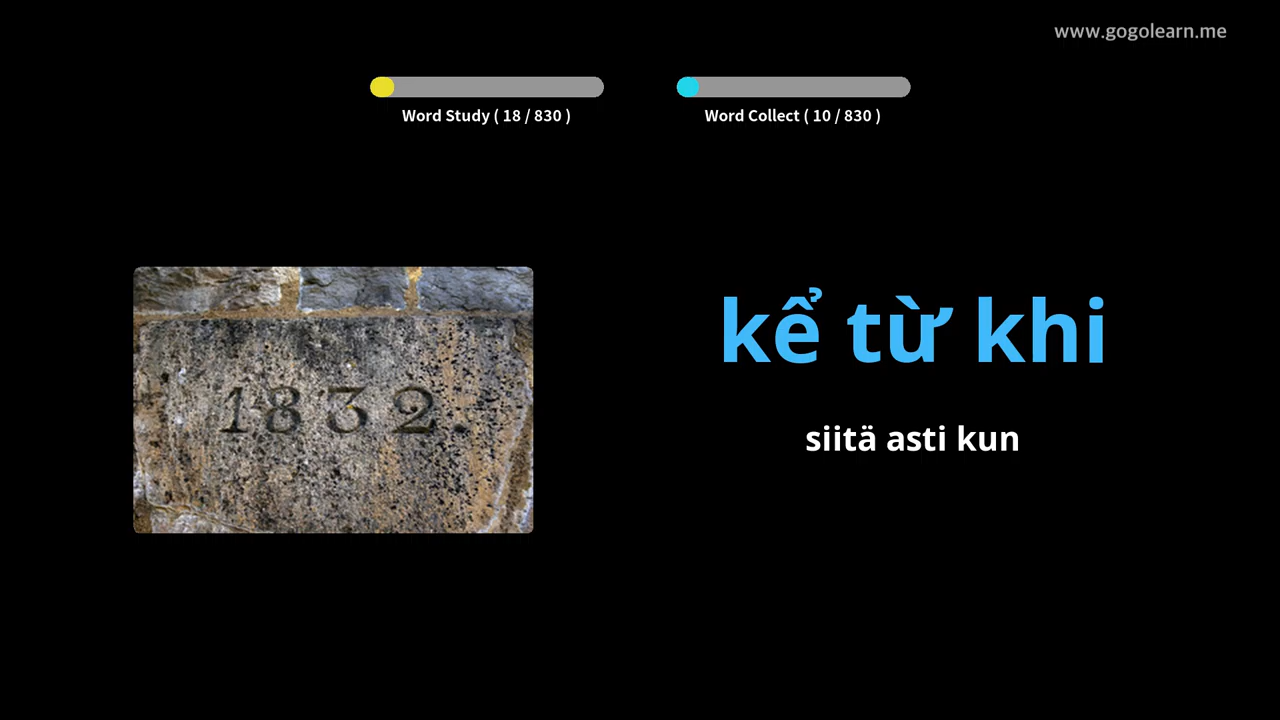 www.gogolearn.me
Word Study ( 18 / 830 )
Word Collect ( 10 / 830 )
1832.
kể từ khi
siitä asti kun